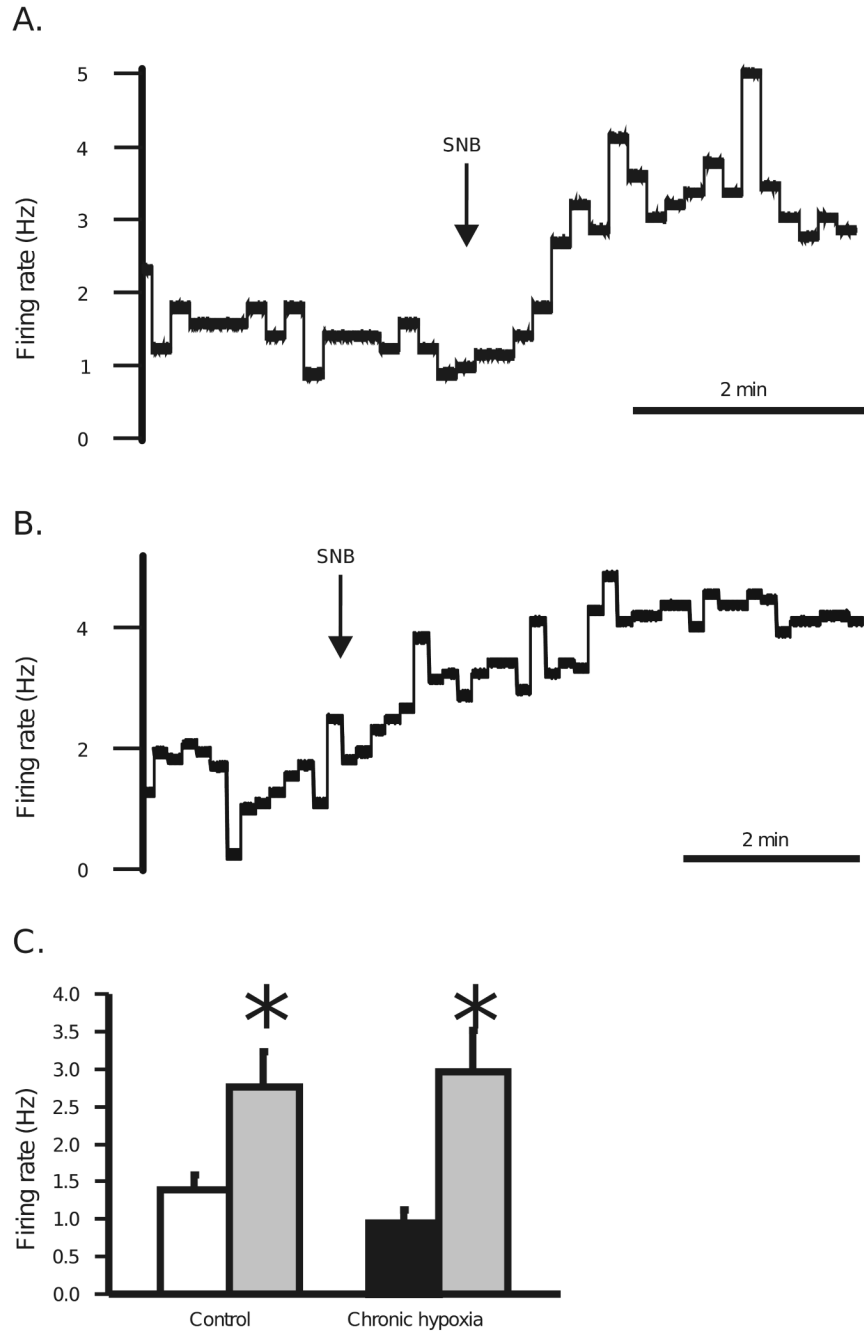 A.
5
4
3
2
1
0
Firing rate (Hz)
SNB
2 min
B.
4
2
0
Firing rate (Hz)
SNB
2 min
C.
4.0
3.5
3.0
2.5
2.0
1.5
1.0
0.5
0.0
Firing rate (Hz)
Control Chronic hypoxia